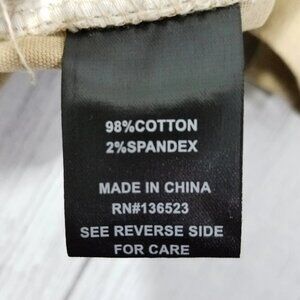 98%COTTON
2%SPANDEX
MADE IN CHINA
RN#136523
SEE REVERSE SIDE
FOR CARE